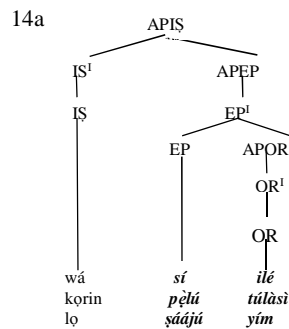 14a
APIṢ
ISᴵ APEP
IṢ EPᴵ
EP APOR
ORᴵ
OR
wá sí ilé
kọrin pẹ̀lú túlàsì
lọ ṣáájú yím